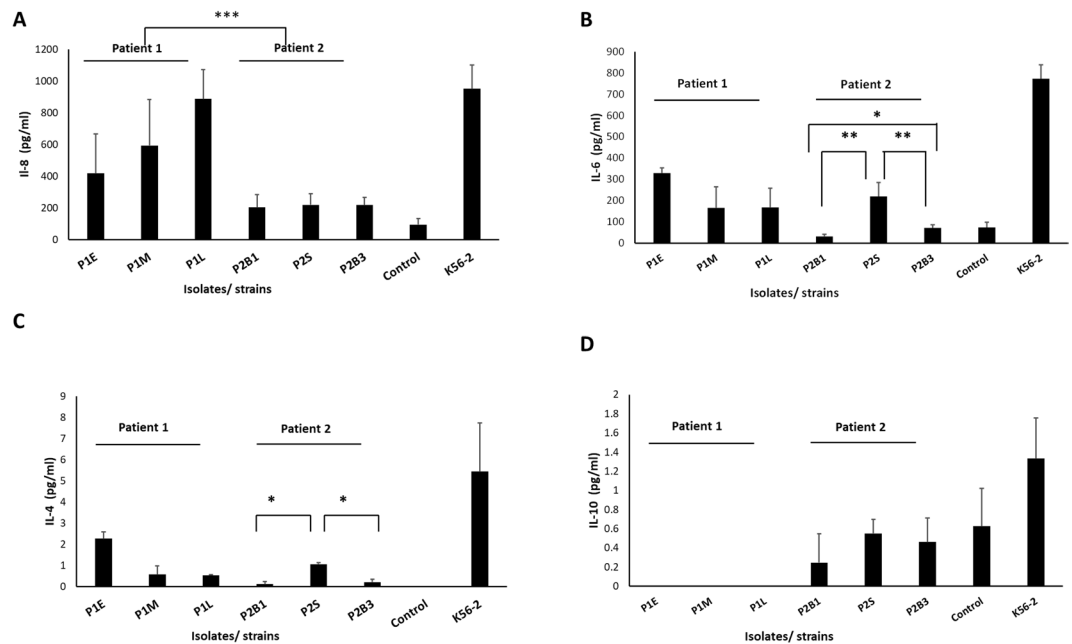 A
***
Patient 1
Patient 2
1200
1000
800
600
400
200
0
Il-8 (pg/ml)
P1E
P1M
P1L
P2B1
P2S
P2B3
Control
K56-2
Isolates/ strains
B
900
800
700
600
500
400
300
200
100
0
IL-6 (pg/ml)
Patient 1
Patient 2
*
**
**
P1E
P1M
P1L
P2B1
P2S
P2B3
Control
K56-2
Isolates/ strains
C
9
8
7
6
5
4
3
2
1
0
IL-4 (pg/ml)
Patient 1
Patient 2
*
*
P1E
P1M
P1L
P2B1
P2S
P2B3
Control
K56-2
Isolates/ strains
D
2
1.8
1.6
1.4
1.2
1
0.8
0.6
0.4
0.2
0
IL-10 (pg/ml)
Patient 1
Patient 2
P1E
P1M
P1L
P2B1
P2S
P2B3
Control
K56-2
Isolates/ strains